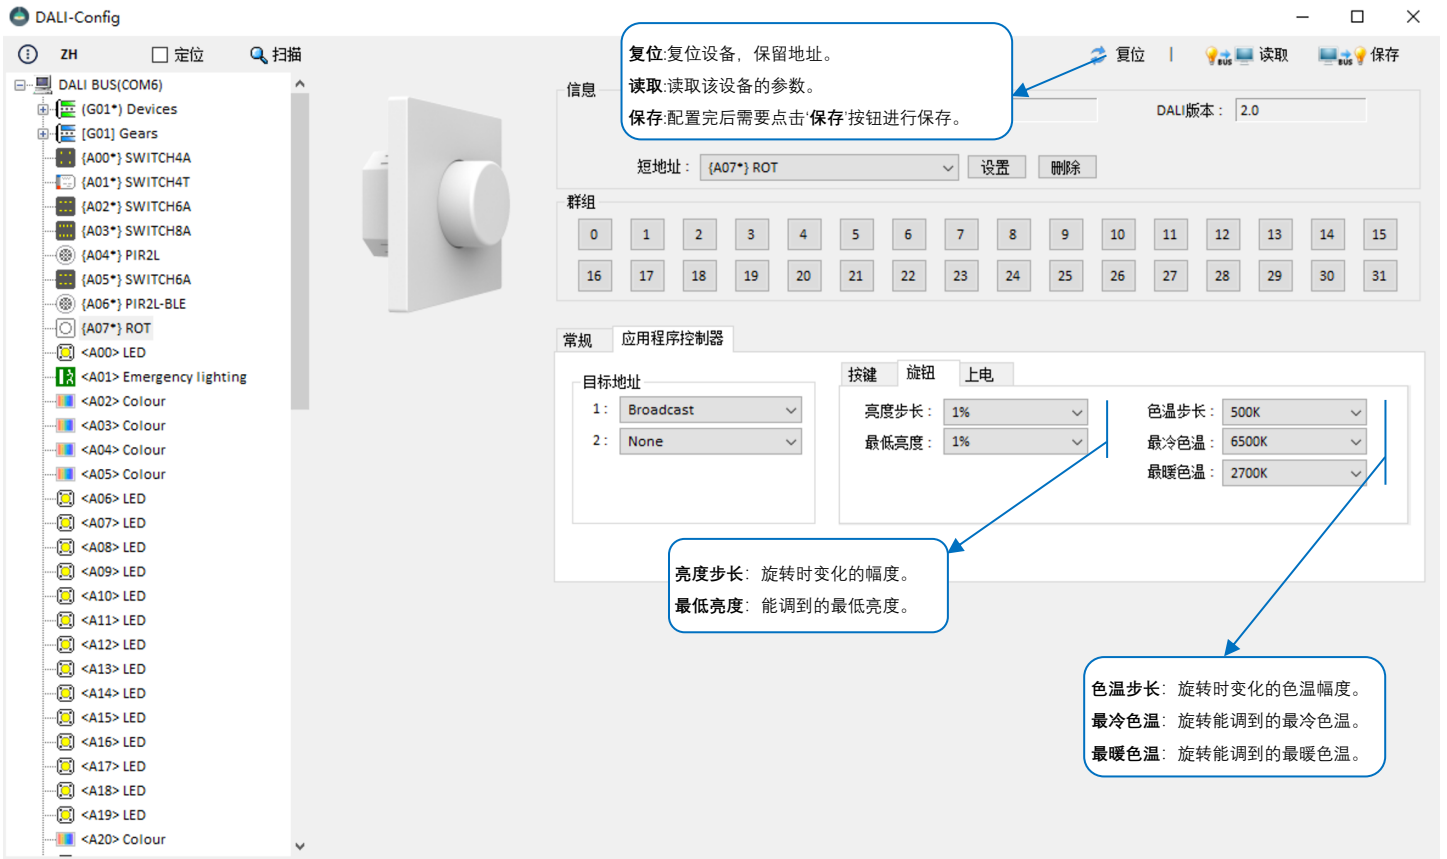 DALI-Config
ZH
定位
扫描
复位
读取
保存
复位:复位设备，保留地址。
读取:读取该设备的参数。
保存:配置完后需要点击‘保存’按钮进行保存。
DALI BUS(COM6)
(G01*) Devices
[G01] Gears
{A00*} SWITCH4A
{A01*} SWITCH4T
{A02*} SWITCH6A
{A03*} SWITCH8A
{A04*} PIR2L
{A05*} SWITCH6A
{A06*} PIR2L-BLE
{A07*} ROT
<A00> LED
<A01> Emergency lighting
<A02> Colour
<A03> Colour
<A04> Colour
<A05> Colour
<A06> LED
<A07> LED
<A08> LED
<A09> LED
<A10> LED
<A11> LED
<A12> LED
<A13> LED
<A14> LED
<A15> LED
<A16> LED
<A17> LED
<A18> LED
<A19> LED
<A20> Colour
信息
DALI版本： 2.0
短地址： {A07*} ROT 设置 删除
群组
0 1 2 3 4 5 6 7 8 9 10 11 12 13 14 15
16 17 18 19 20 21 22 23 24 25 26 27 28 29 30 31
常规 应用程序控制器
目标地址
1： Broadcast
2： None
按键 旋钮 上电
亮度步长： 1% 色温步长： 500K
最低亮度： 1% 最冷色温： 6500K
最暖色温： 2700K
亮度步长：旋转时变化的幅度。
最低亮度：能调到的最低亮度。
色温步长：旋转时变化的色温幅度。
最冷色温：旋转能调到的最冷色温。
最暖色温：旋转能调到的最暖色温。